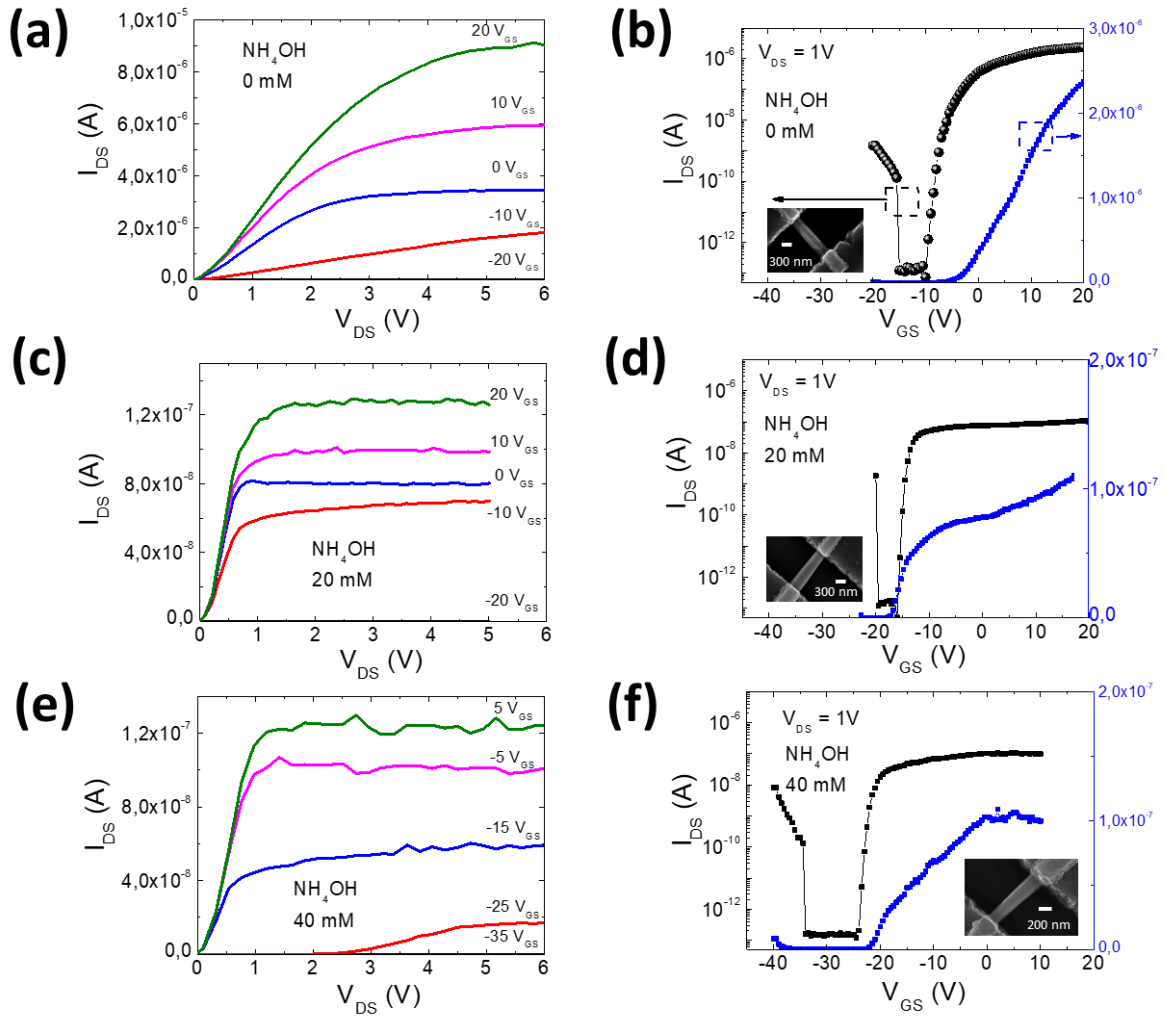 (a)
1,0x10⁻⁵
8,0x10⁻⁶
6,0x10⁻⁶
4,0x10⁻⁶
2,0x10⁻⁶
0,0
I_DS (A)
NH₄OH
0 mM
20 V_GS
10 V_GS
0 V_GS
-10 V_GS
-20 V_GS
0 1 2 3 4 5 6
V_DS (V)
(b)
10⁻⁶
10⁻⁸
10⁻¹⁰
10⁻¹²
I_DS (A)
V_DS = 1V
NH₄OH
0 mM
300 nm
3,0x10⁻⁶
2,0x10⁻⁶
1,0x10⁻⁶
0,0
-40 -30 -20 -10 0 10 20
V_GS (V)
(c)
1,2x10⁻⁷
8,0x10⁻⁸
4,0x10⁻⁸
0,0
I_DS (A)
20 V_GS
10 V_GS
0 V_GS
-10 V_GS
NH₄OH
20 mM
-20 V_GS
0 1 2 3 4 5 6
V_DS (V)
(d)
10⁻⁶
10⁻⁸
10⁻¹⁰
10⁻¹²
I_DS (A)
V_DS = 1V
NH₄OH
20 mM
300 nm
2,0x10⁻⁷
1,0x10⁻⁷
0,0
-40 -30 -20 -10 0 10 20
V_GS (V)
(e)
1,2x10⁻⁷
8,0x10⁻⁸
4,0x10⁻⁸
0,0
I_DS (A)
5 V_GS
-5 V_GS
-15 V_GS
NH₄OH
40 mM
-25 V_GS
-35 V_GS
0 1 2 3 4 5 6
V_DS (V)
(f)
10⁻⁶
10⁻⁸
10⁻¹⁰
10⁻¹²
I_DS (A)
V_DS = 1V
NH₄OH
40 mM
200 nm
2,0x10⁻⁷
1,0x10⁻⁷
0,0
-40 -30 -20 -10 0 10 20
V_GS (V)